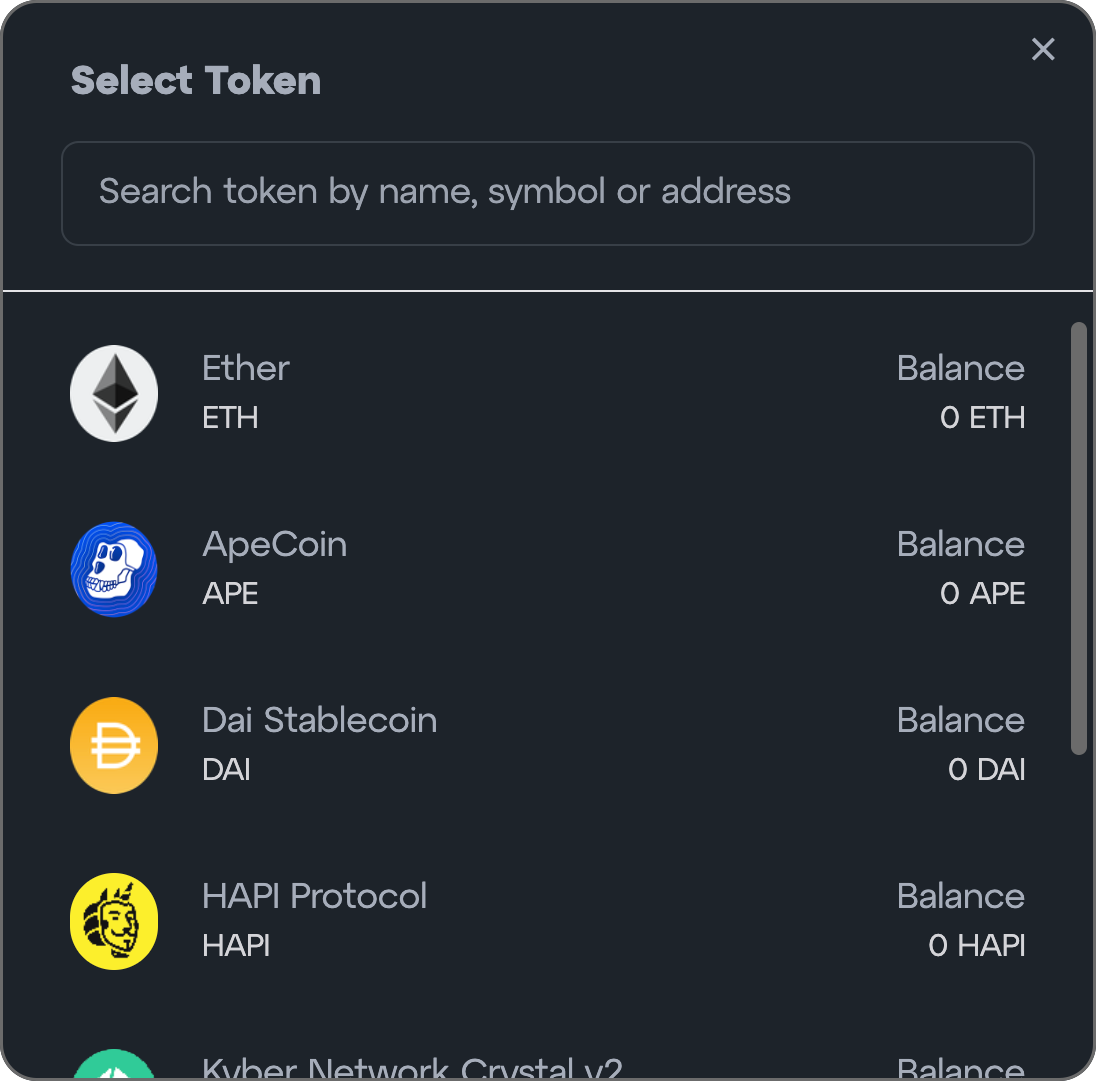 Select Token
Search token by name, symbol or address
Ether
Balance
ETH
0 ETH
ApeCoin
Balance
APE
0 APE
Dai Stablecoin
Balance
DAI
0 DAI
HAPI Protocol
Balance
HAPI
0 HAPI
Kyber Network Crystal v2
Balance